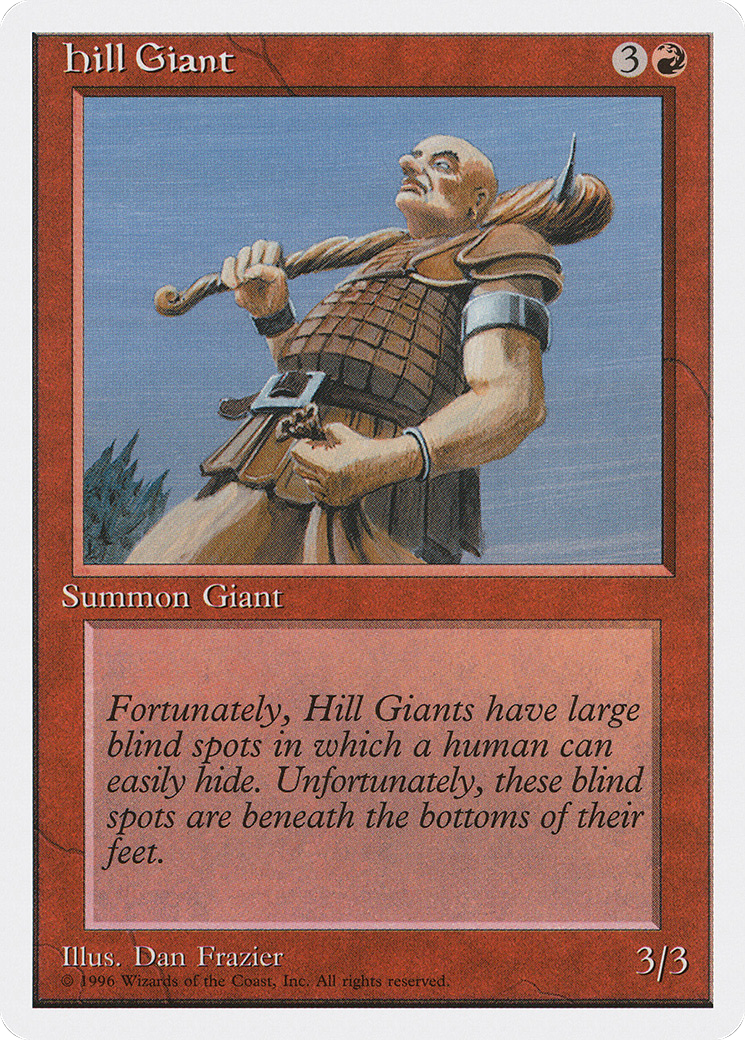 Hill Giant
3
Summon Giant
Fortunately, Hill Giants have large
blind spots in which a human can
easily hide. Unfortunately, these blind
spots are beneath the bottoms of their
feet.
Illus. Dan Frazier
3/3
© 1996 Wizards of the Coast, Inc. All rights reserved.